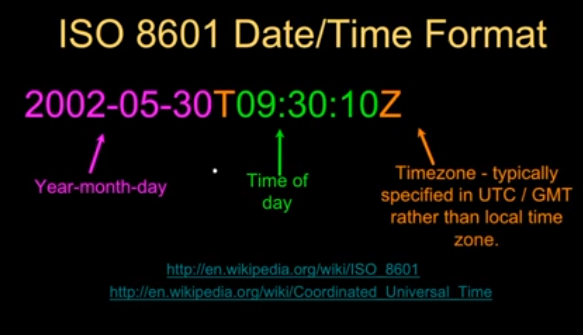 ISO 8601 Date/Time Format
2002-05-30T09:30:10Z
Year-month-day
Time of
day
Timezone - typically
specified in UTC / GMT
rather than local time
zone.
http://en.wikipedia.org/wiki/ISO_8601
http://en.wikipedia.org/wiki/Coordinated_Universal_Time